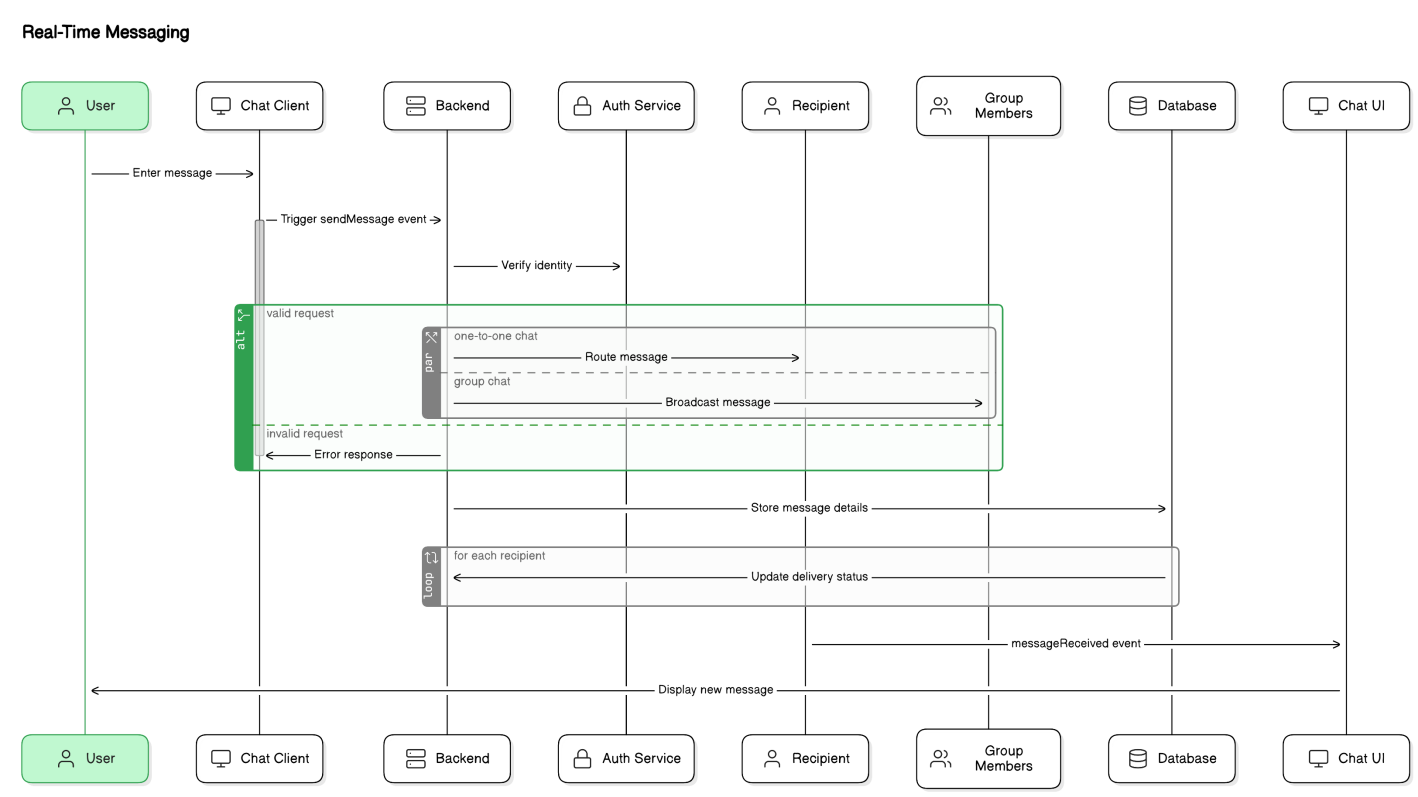 Real-Time Messaging
User
Chat Client
Backend
Auth Service
Recipient
Group
Members
Database
Chat UI
Enter message
Trigger sendMessage event
Verify identity
alt
valid request
par
one-to-one chat
Route message
group chat
Broadcast message
invalid request
Error response
Store message details
loop
for each recipient
Update delivery status
messageReceived event
Display new message
User
Chat Client
Backend
Auth Service
Recipient
Group
Members
Database
Chat UI